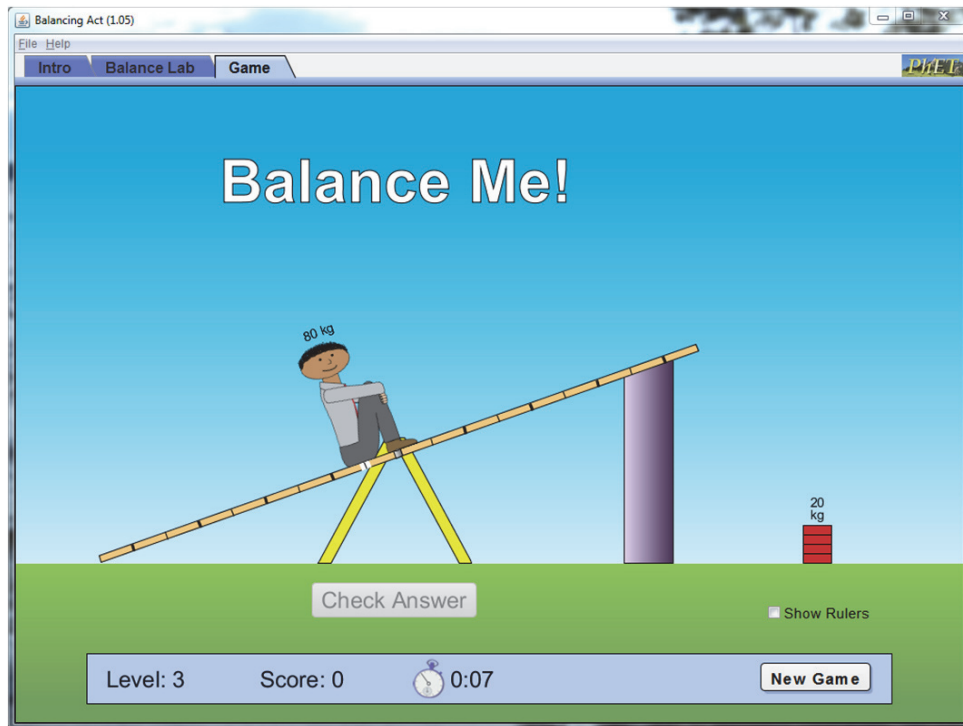 Balancing Act (1.05)
File Help
Intro Balance Lab Game
PhET
Balance Me!
80 kg
20
kg
Check Answer
Show Rulers
Level: 3 Score: 0 0:07 New Game